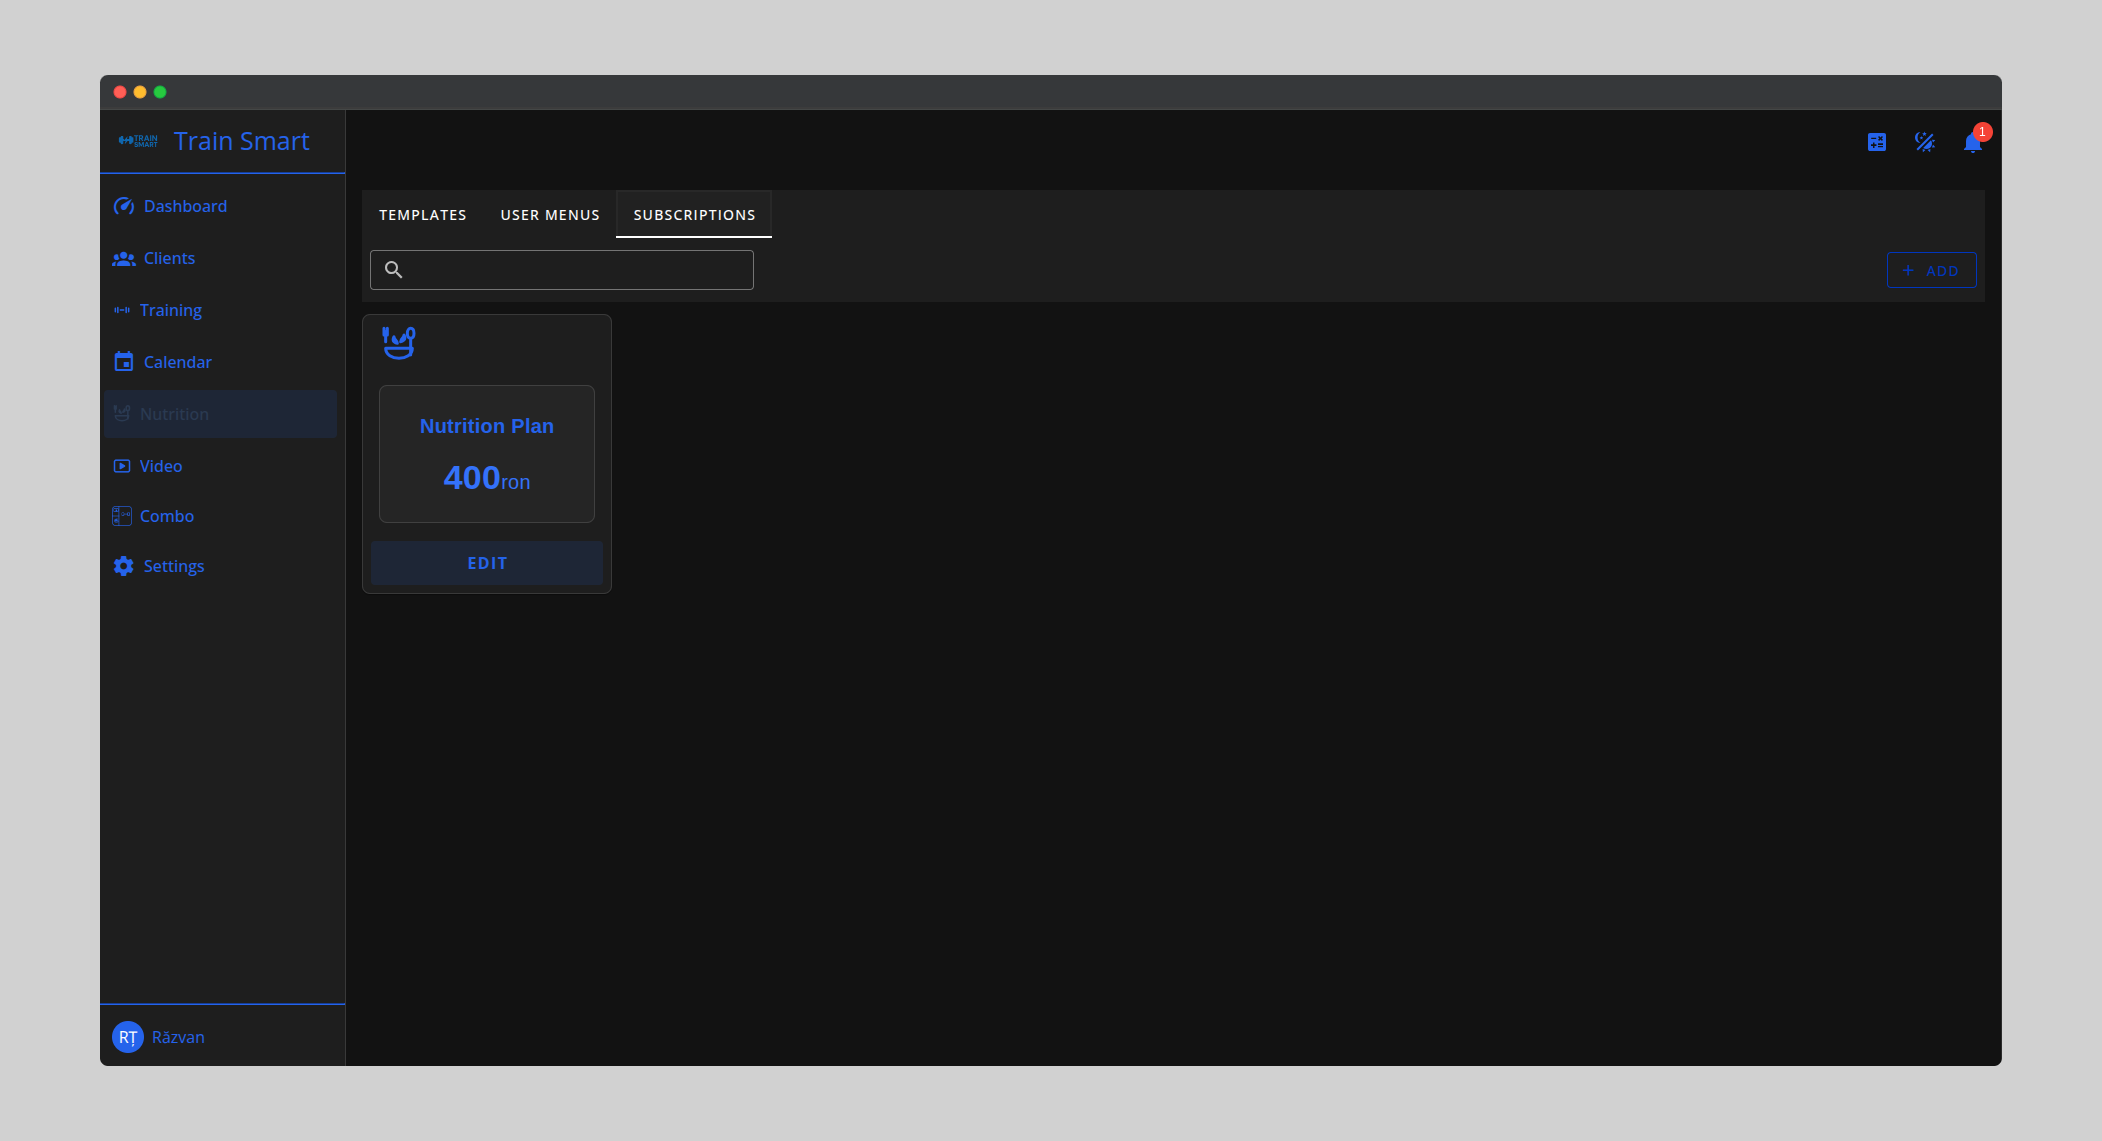 TRAIN
SMART
Train Smart
1
Dashboard
Clients
Training
Calendar
Nutrition
Video
Combo
Settings
RȚ Răzvan
TEMPLATES USER MENUS SUBSCRIPTIONS
+ ADD
Nutrition Plan
400ron
EDIT